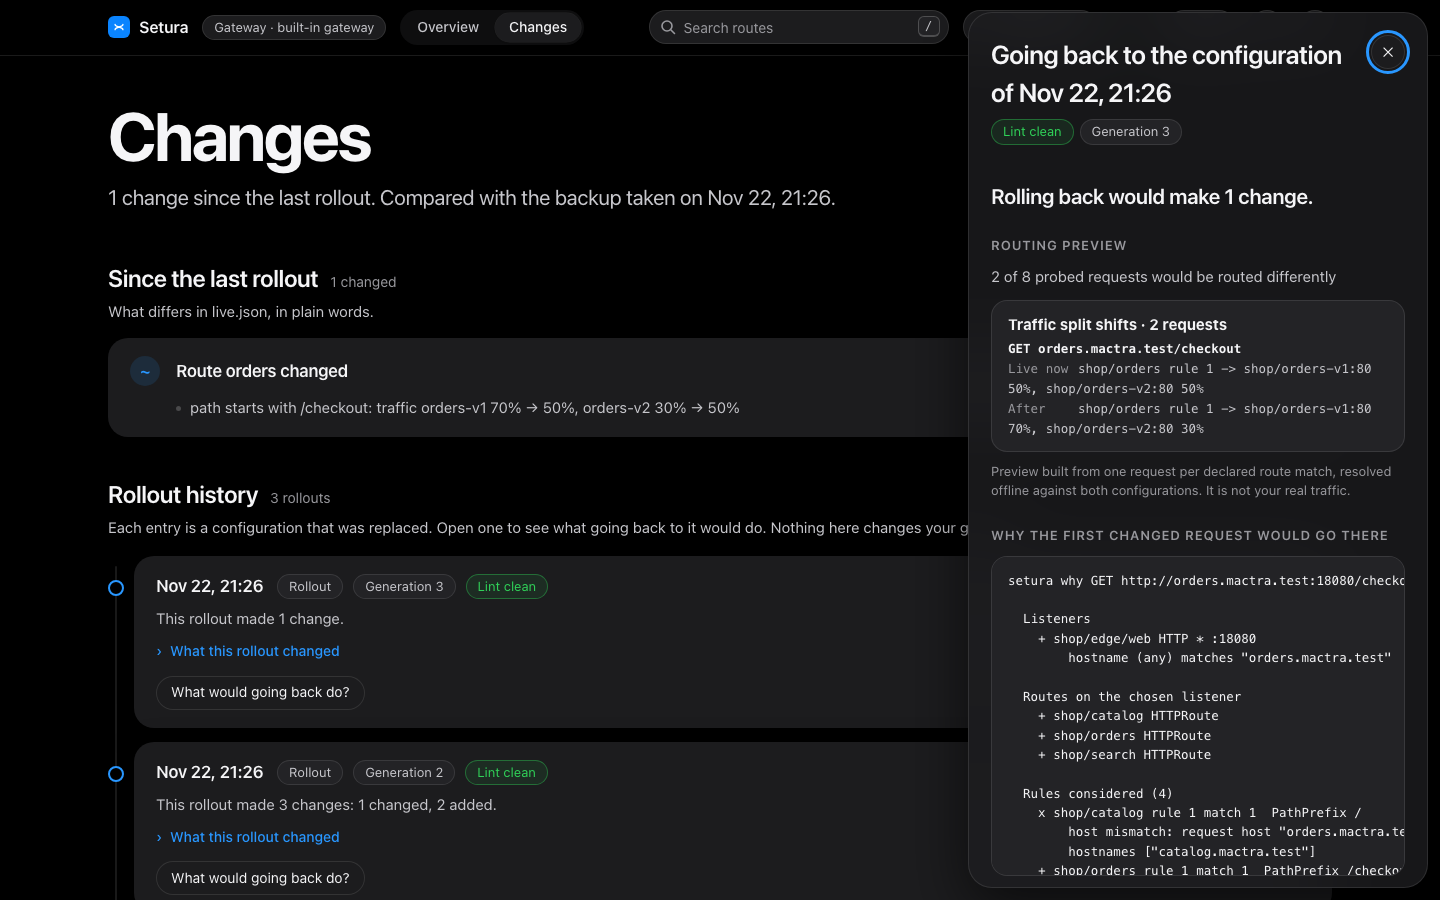 Setura
Gateway · built-in gateway
Overview
Changes
Search routes
/
Changes
1 change since the last rollout. Compared with the backup taken on Nov 22, 21:26.
Since the last rollout 1 changed
What differs in live.json, in plain words.
~ Route orders changed
path starts with /checkout: traffic orders-v1 70% → 50%, orders-v2 30% → 50%
Rollout history 3 rollouts
Each entry is a configuration that was replaced. Open one to see what going back to it would do. Nothing here changes your g
Nov 22, 21:26 Rollout Generation 3 Lint clean
This rollout made 1 change.
› What this rollout changed
What would going back do?
Nov 22, 21:26 Rollout Generation 2 Lint clean
This rollout made 3 changes: 1 changed, 2 added.
› What this rollout changed
What would going back do?
Going back to the configuration
of Nov 22, 21:26
Lint clean Generation 3
Rolling back would make 1 change.
ROUTING PREVIEW
2 of 8 probed requests would be routed differently
Traffic split shifts · 2 requests
GET orders.mactra.test/checkout
Live now shop/orders rule 1 -> shop/orders-v1:80
50%, shop/orders-v2:80 50%
After shop/orders rule 1 -> shop/orders-v1:80
70%, shop/orders-v2:80 30%
Preview built from one request per declared route match, resolved
offline against both configurations. It is not your real traffic.
WHY THE FIRST CHANGED REQUEST WOULD GO THERE
setura why GET http://orders.mactra.test:18080/checko
Listeners
+ shop/edge/web HTTP * :18080
hostname (any) matches "orders.mactra.test"
Routes on the chosen listener
+ shop/catalog HTTPRoute
+ shop/orders HTTPRoute
+ shop/search HTTPRoute
Rules considered (4)
x shop/catalog rule 1 match 1 PathPrefix /
host mismatch: request host "orders.mactra.te
hostnames ["catalog.mactra.test"]
+ shop/orders rule 1 match 1 PathPrefix /checko